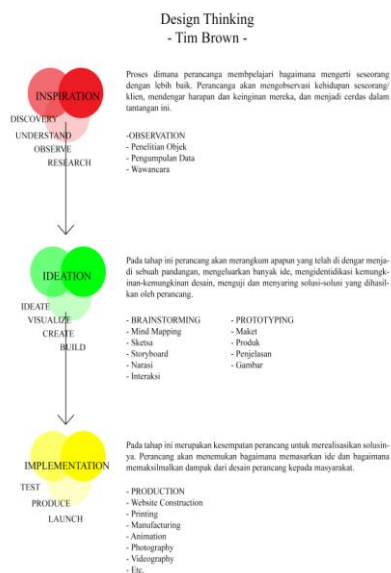 Design Thinking
- Tim Brown -
INSPIRATION
DISCOVERY
UNDERSTAND
OBSERVE
RESEARCH
Proses dimana perancanga membpelajari bagaimana mengerti seseorang
dengan lebih baik. Perancanga akan mengobservasi kehidupan seseorang/
klien, mendengar harapan dan keinginan mereka, dan menjadi cerdas dalam
tantangan ini.
-OBSERVATION
- Penelitian Objek
- Pengumpulan Data
- Wawancara
IDEATION
IDEATE
VISUALIZE
CREATE
BUILD
Pada tahap ini perancang akan merangkum apapun yang telah di dengar menja-
di sebuah pandangan, mengeluarkan banyak ide, mengidentidikasi kemungk-
inan-kemungkinan desain, menguji dan menyaring solusi-solusi yang dihasil-
kan oleh perancang.
- BRAINSTORMING
- Mind Mapping
- Sketsa
- Storyboard
- Narasi
- Interaksi
- PROTOTYPING
- Maket
- Produk
- Penjelasan
- Gambar
IMPLEMENTATION
TEST
PRODUCE
LAUNCH
Pada tahap ini merupakan kesempatan perancang untuk merealisasikan solusin-
ya. Perancang akan menemukan bagaimana memasarkan ide dan bagaimana
memaksilmalkan dampak dari desain perancang kepada masyarakat.
- PRODUCTION
- Website Construction
- Printing
- Manufacturing
- Animation
- Photography
- Videography
- Etc.